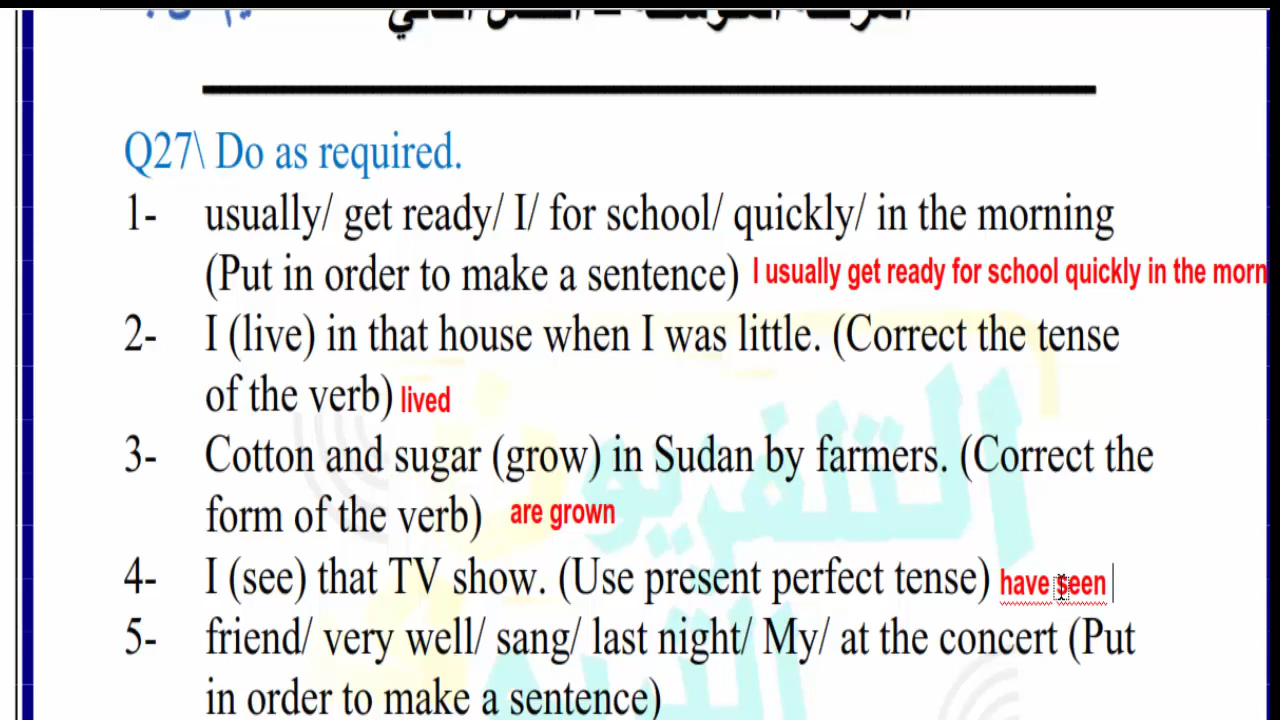 Q27\ Do as required.
1- usually/ get ready/ I/ for school/ quickly/ in the morning
(Put in order to make a sentence) I usually get ready for school quickly in the morn
2- I (live) in that house when I was little. (Correct the tense
of the verb) lived
3- Cotton and sugar (grow) in Sudan by farmers. (Correct the
form of the verb) are grown
4- I (see) that TV show. (Use present perfect tense) have seen
5- friend/ very well/ sang/ last night/ My/ at the concert (Put
in order to make a sentence)
التلفزيون